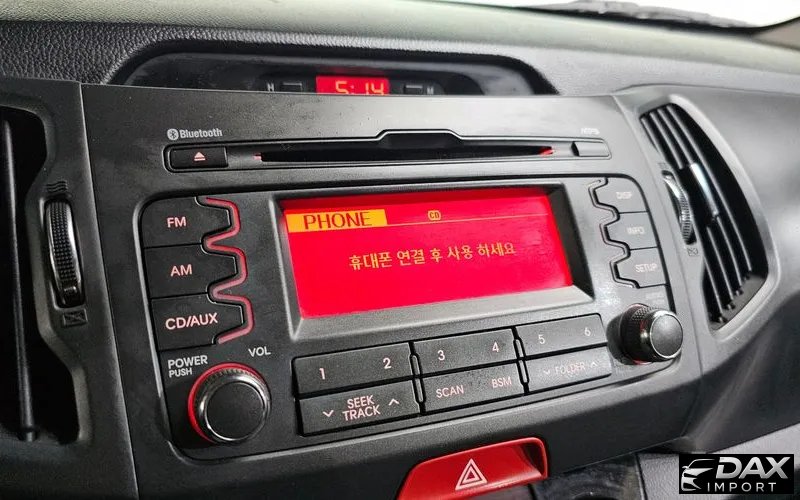 5:14
Bluetooth
MP3
FM
AM
CD/AUX
PHONE
CD
휴대폰 연결 후 사용 하세요
DISP
INFO
SETUP
POWER
PUSH
VOL
1 2
3 4
5 6
SEEK
TRACK
SCAN BSM
FOLDER
DAX
IMPORT